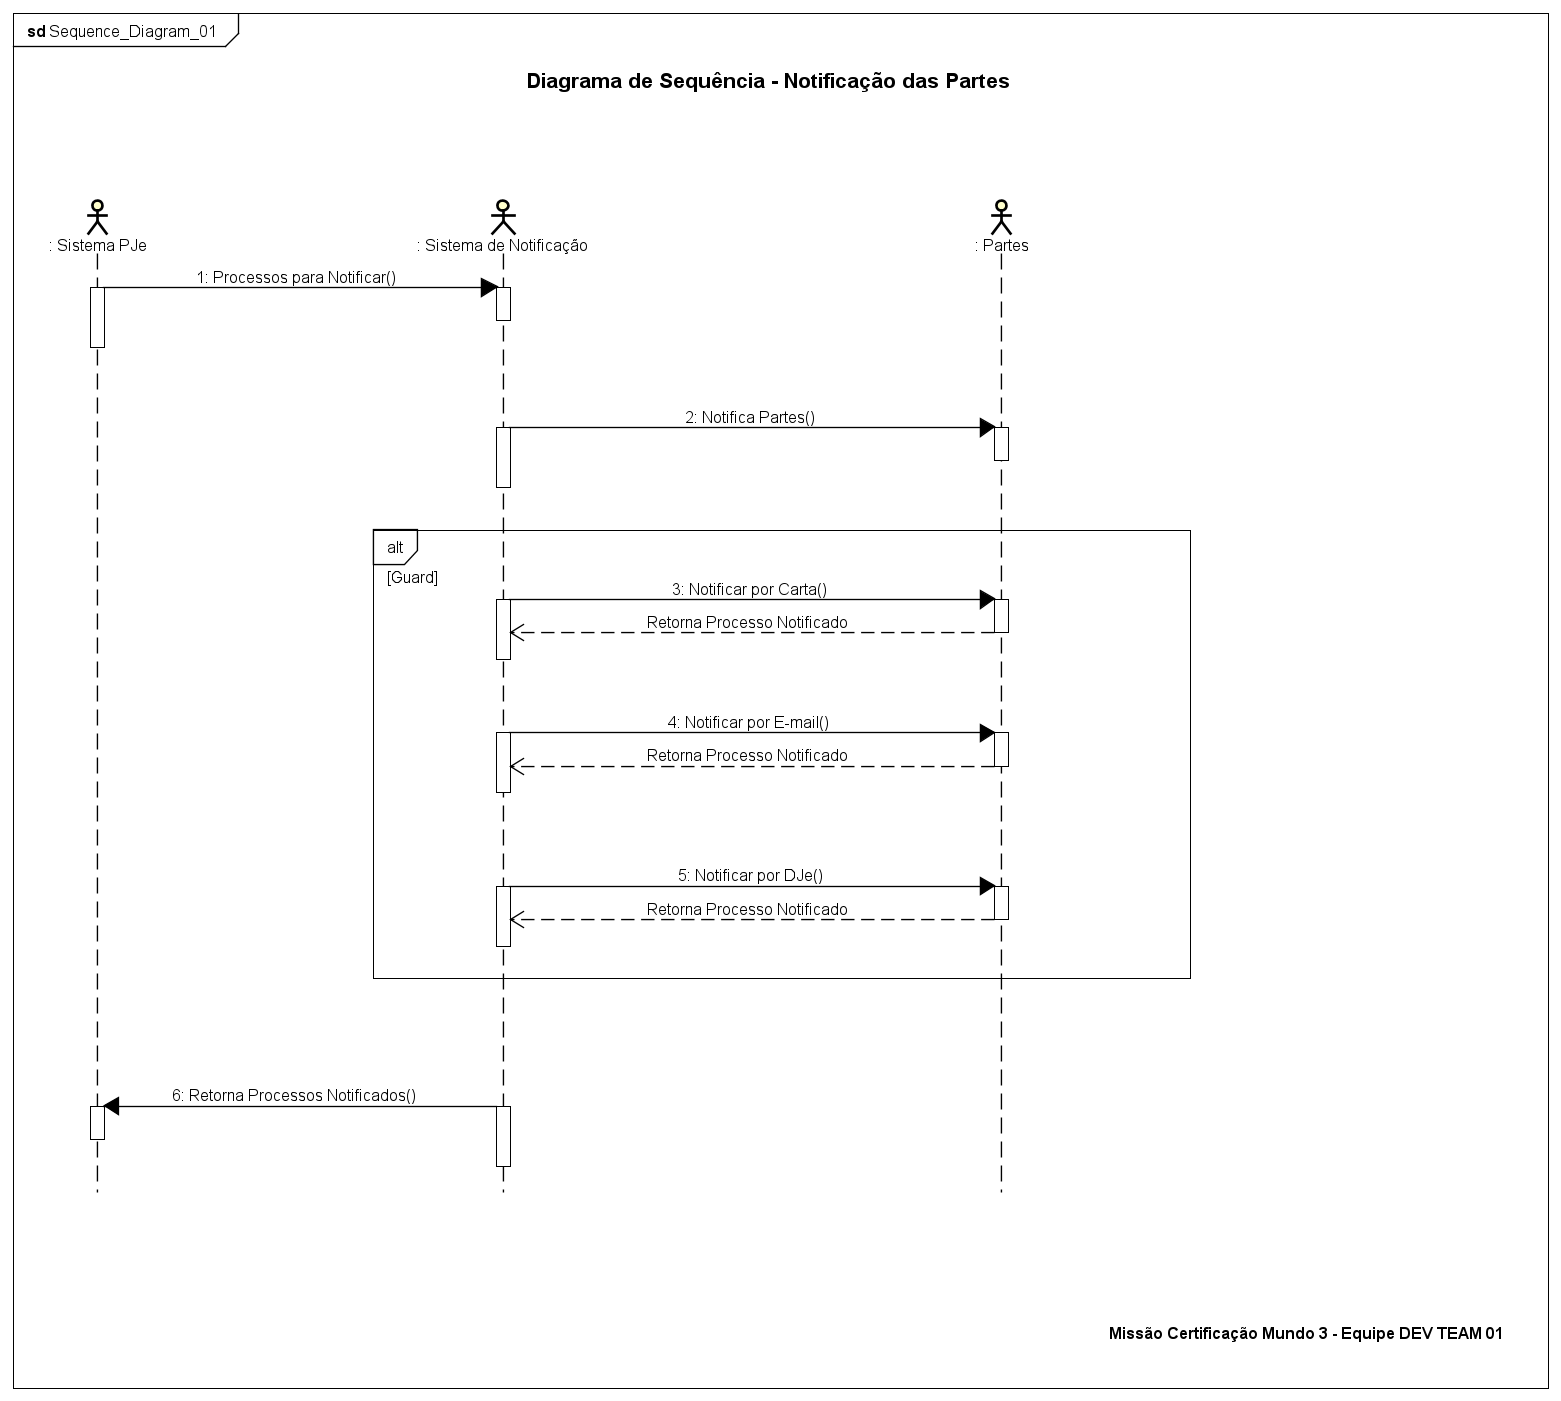 sd Sequence_Diagram_01
Diagrama de Sequência - Notificação das Partes
: Sistema PJe
: Sistema de Notificação
: Partes
1: Processos para Notificar()
2: Notifica Partes()
alt
[Guard]
3: Notificar por Carta()
Retorna Processo Notificado
4: Notificar por E-mail()
Retorna Processo Notificado
5: Notificar por DJe()
Retorna Processo Notificado
6: Retorna Processos Notificados()
Missão Certificação Mundo 3 - Equipe DEV TEAM 01